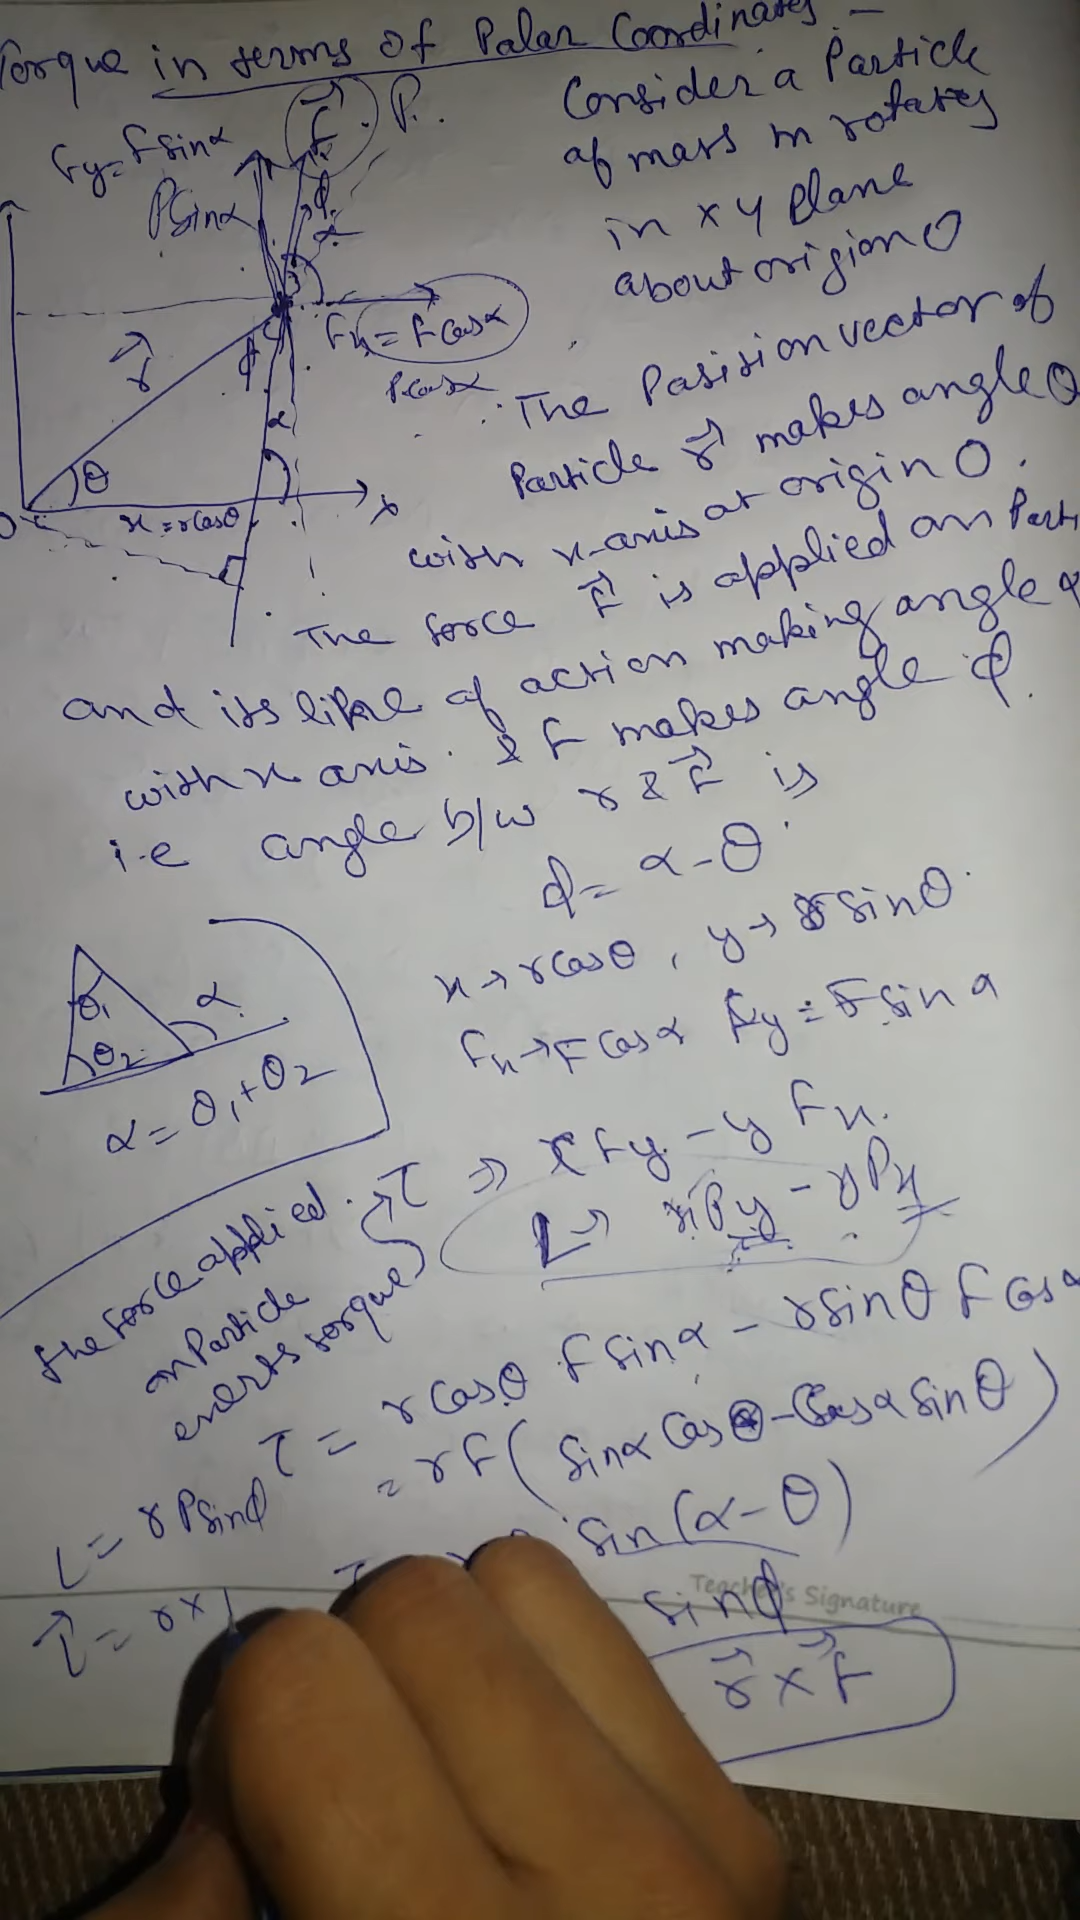 Torque in terms of Polar Coordinates. -
Consider a Particle
of mass m rotates
in x y plane
about origion O
Fy = F sinα
F⃗
P.
P sinα
ϕ
α
Fx = F Cosα
P Cosα
r⃗
ϕ
α
θ
x = r Cosθ
x
O
The Position vector of
Particle r⃗ makes angle θ
with x-axis at origin O.
The force F⃗ is applied on Parti
and its line of action making angle α
with x axis. & F makes angle ϕ.
i.e angle b/w r & F⃗ is
ϕ = α - θ
x → r Cosθ, y → r sinθ.
Fx → F Cosα Fy = F sinα
θ1
θ2
α
α = θ1 + θ2
τ ⇒ x Fy - y Fx.
L → x Py - y Px
the force applied.
on Particle
exerts torque
τ = r Cosθ F sinα - r sinθ F Cosα
= r F ( sinα Cosθ - Cosα sinθ )
sin (α - θ)
L = r P sinϕ
τ
sinϕ
Teacher's Signature
L⃗ = r ×
r⃗ × F⃗